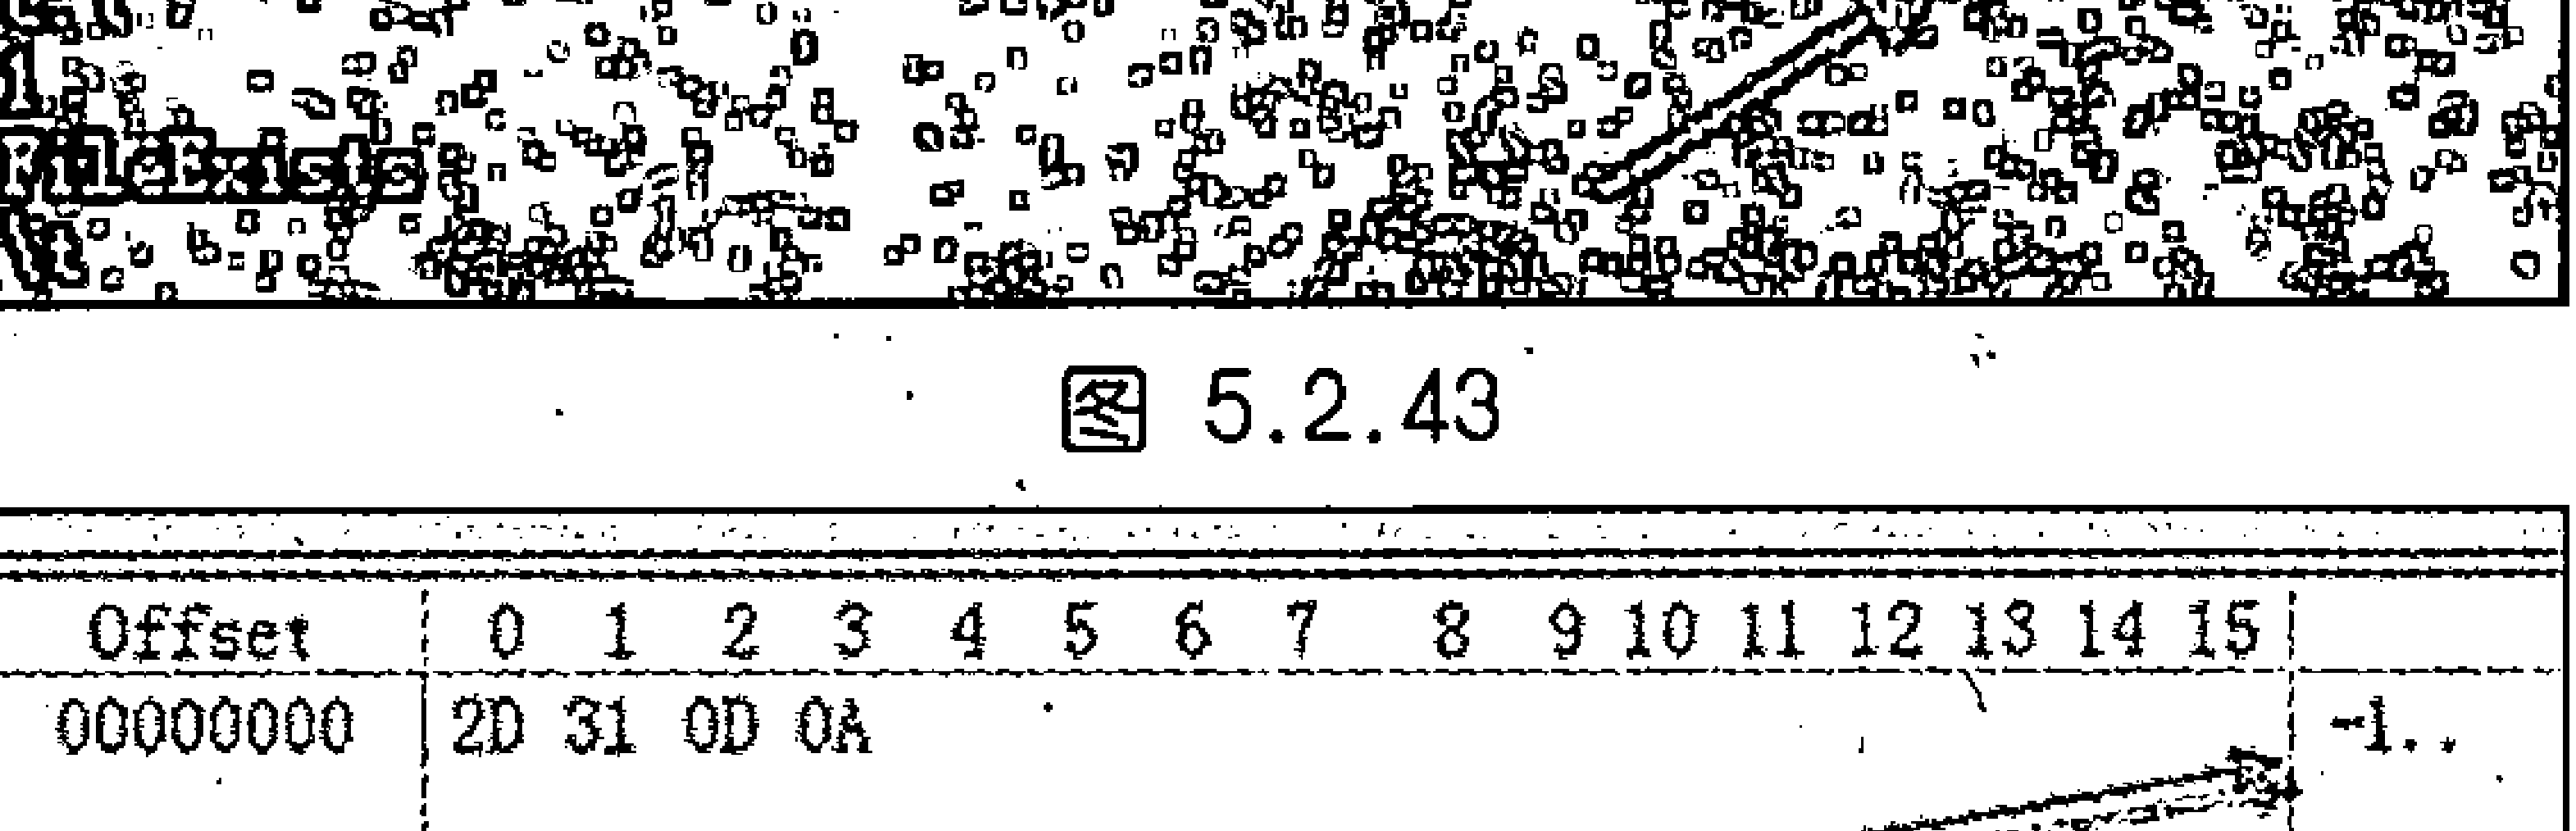 FileExists
图 5.2.43
Offset 0 1 2 3 4 5 6 7 8 9 10 11 12 13 14 15
00000000 2D 31 0D 0A -1..